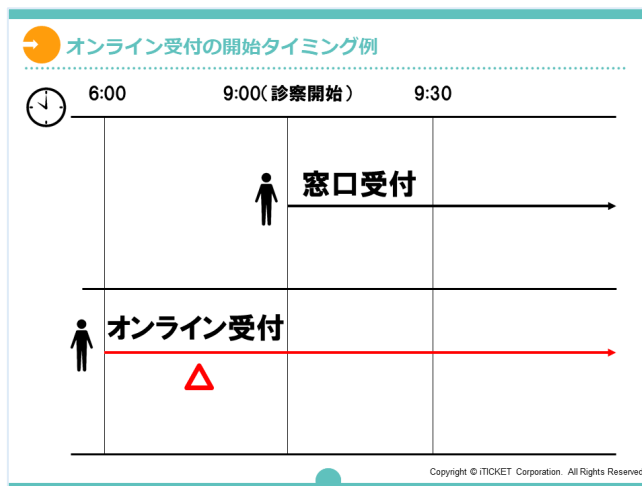 オンライン受付の開始タイミング例
6:00 9:00(診察開始) 9:30
窓口受付
オンライン受付
Copyright © iTICKET Corporation. All Rights Reserved